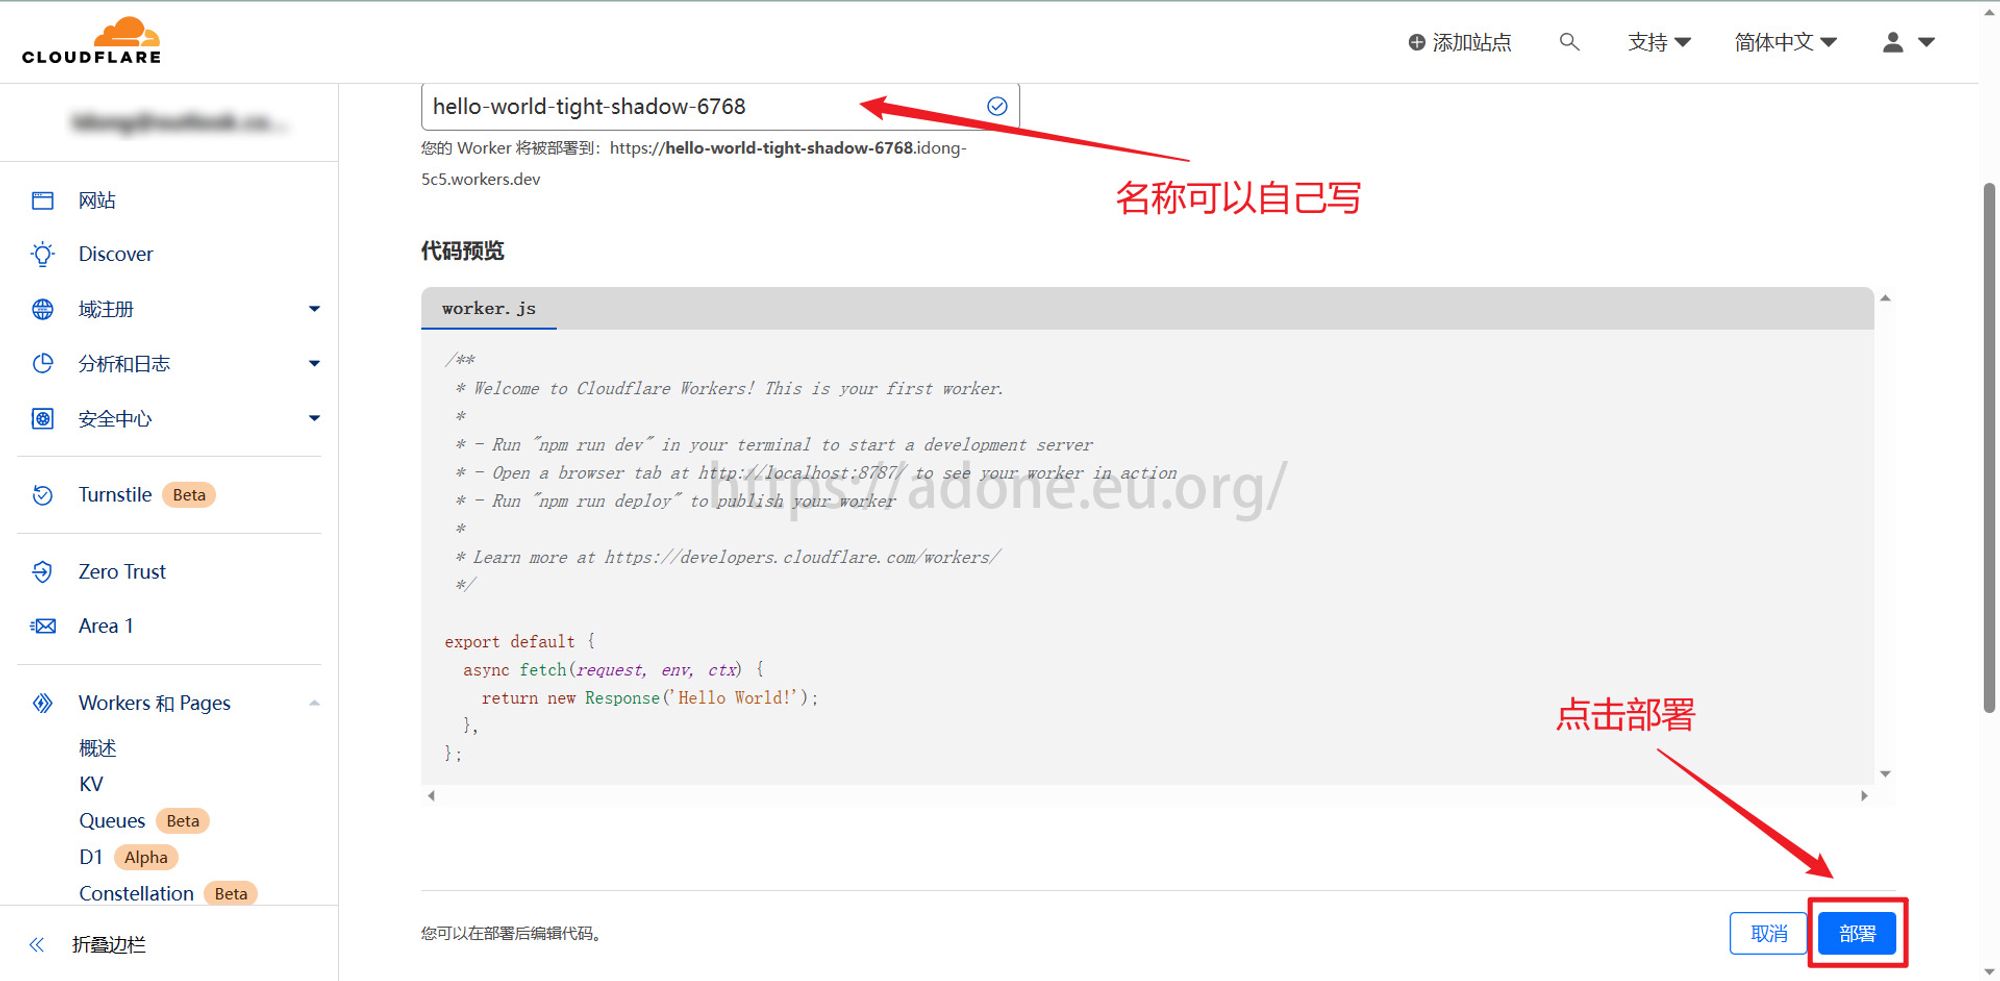 CLOUDFLARE
添加站点
支持
简体中文
hello-world-tight-shadow-6768
您的 Worker 将被部署到：https://hello-world-tight-shadow-6768.idong-
5c5.workers.dev
名称可以自己写
网站
Discover
域注册
分析和日志
安全中心
Turnstile Beta
Zero Trust
Area 1
Workers 和 Pages
概述
KV
Queues Beta
D1 Alpha
Constellation Beta
折叠边栏
代码预览
worker.js
/**
* Welcome to Cloudflare Workers! This is your first worker.
*
* - Run "npm run dev" in your terminal to start a development server
* - Open a browser tab at http://localhost:8787/ to see your worker in action
* - Run "npm run deploy" to publish your worker
*
* Learn more at https://developers.cloudflare.com/workers/
*/
export default {
async fetch(request, env, ctx) {
return new Response('Hello World!');
},
};
https://adone.eu.org/
点击部署
您可以在部署后编辑代码。
取消
部署